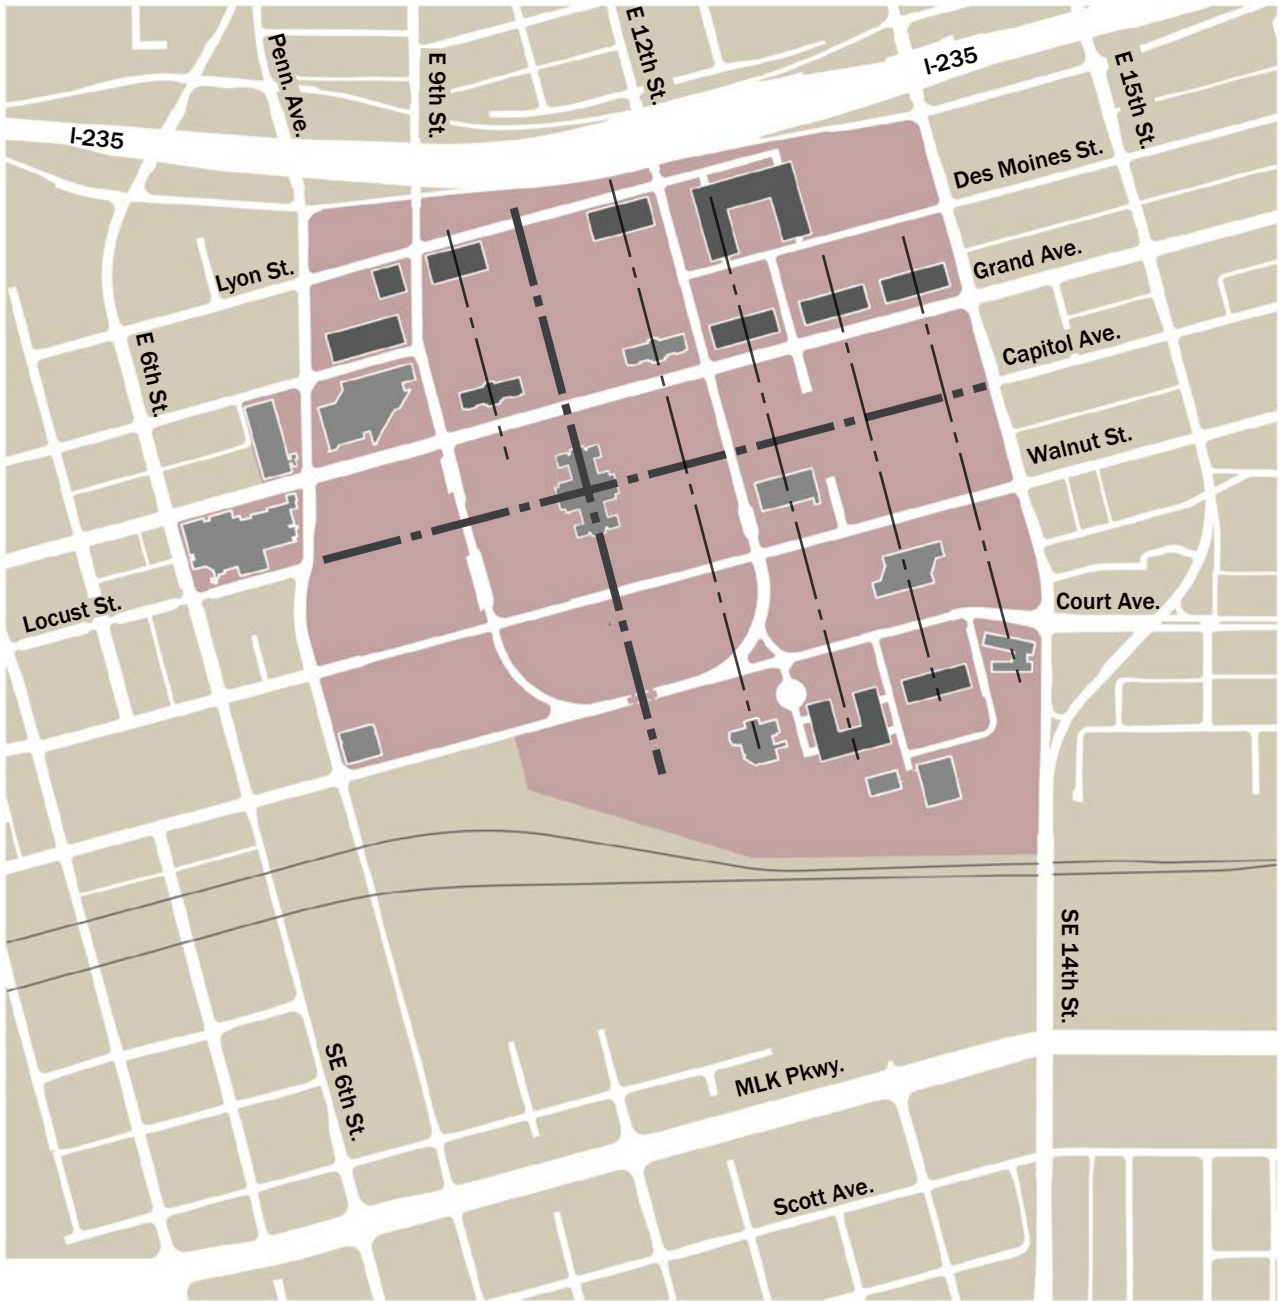 E 12th St.
Penn. Ave.
E 9th St.
I-235
E 15th St.
I-235
Des Moines St.
Lyon St.
Grand Ave.
E 6th St.
Capitol Ave.
Walnut St.
Locust St.
Court Ave.
SE 14th St.
SE 6th St.
MLK Pkwy.
Scott Ave.